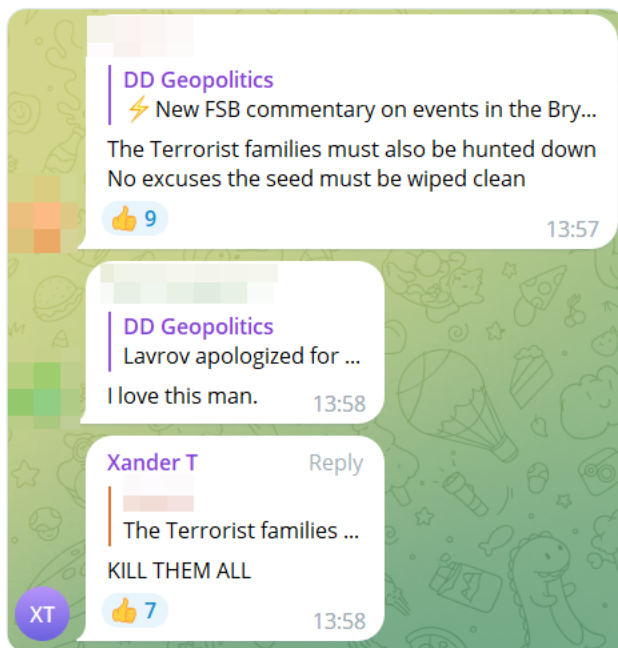 DD Geopolitics
⚡New FSB commentary on events in the Bry...
The Terrorist families must also be hunted down
No excuses the seed must be wiped clean
👍 9
13:57
DD Geopolitics
Lavrov apologized for ...
I love this man.
13:58
Xander T Reply
The Terrorist families ...
KILL THEM ALL
👍 7
XT
13:58